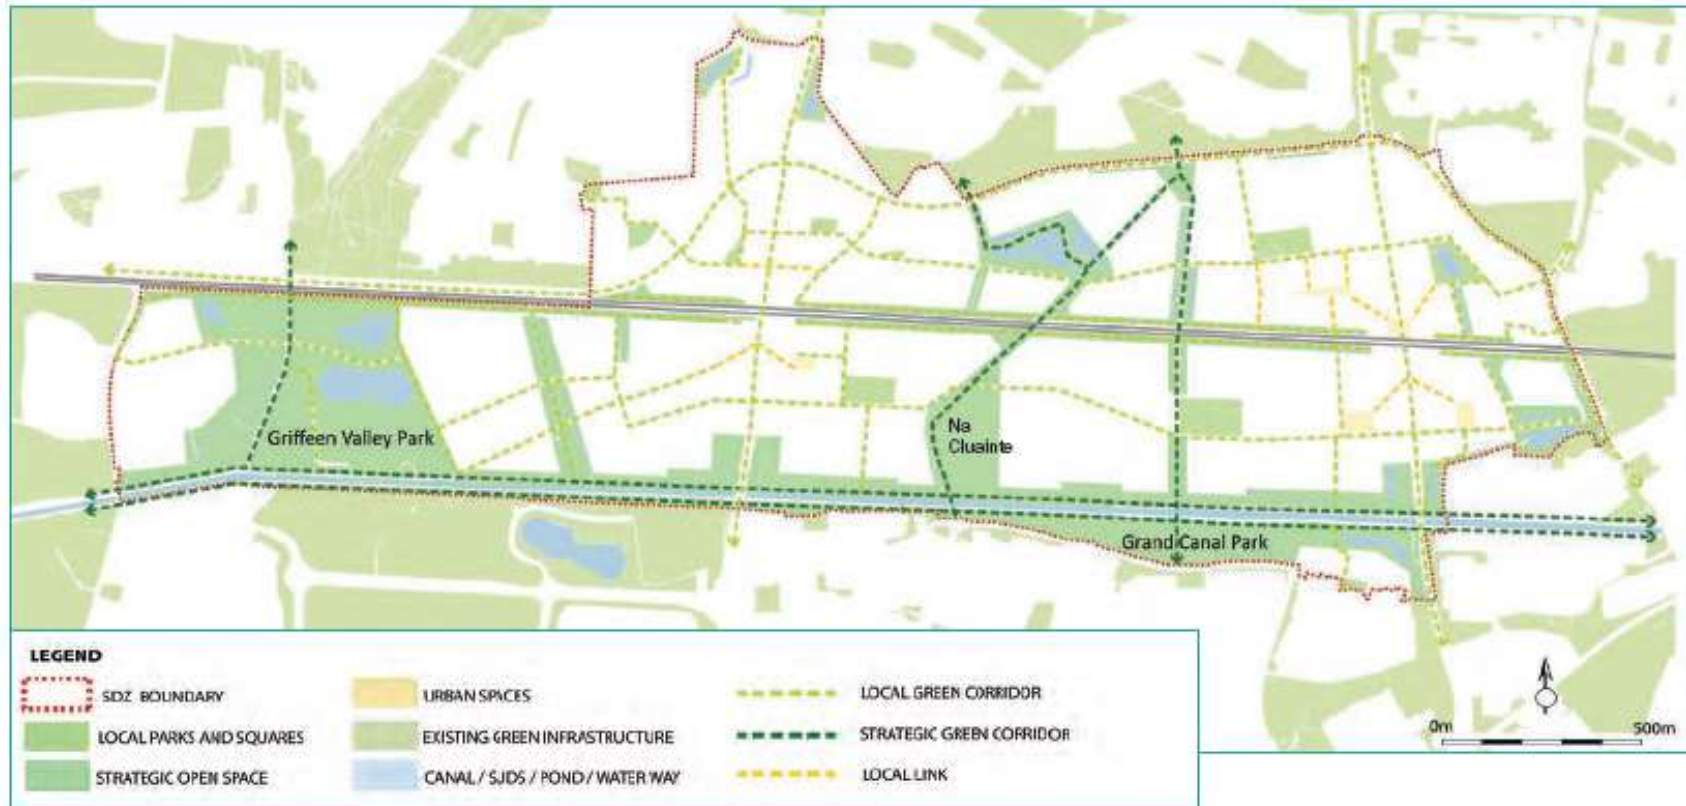 Griffeen Valley Park
Na
Cluainte
Grand Canal Park
LEGEND
SDZ BOUNDARY
LOCAL PARKS AND SQUARES
STRATEGIC OPEN SPACE
URBAN SPACES
EXISTING GREEN INFRASTRUCTURE
CANAL / SUDS / POND / WATER WAY
LOCAL GREEN CORRIDOR
STRATEGIC GREEN CORRIDOR
LOCAL LINK
0m 500m